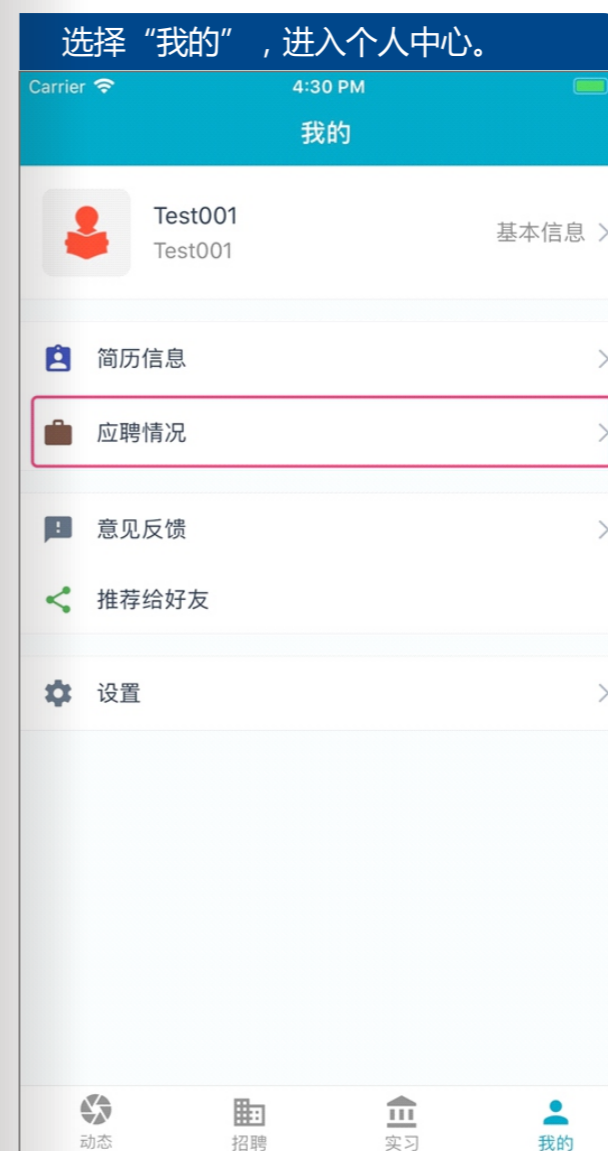 选择“我的”，进入个人中心。
Carrier 4:30 PM
我的
Test001
Test001
基本信息
简历信息
应聘情况
意见反馈
推荐给好友
设置
动态 招聘 实习 我的